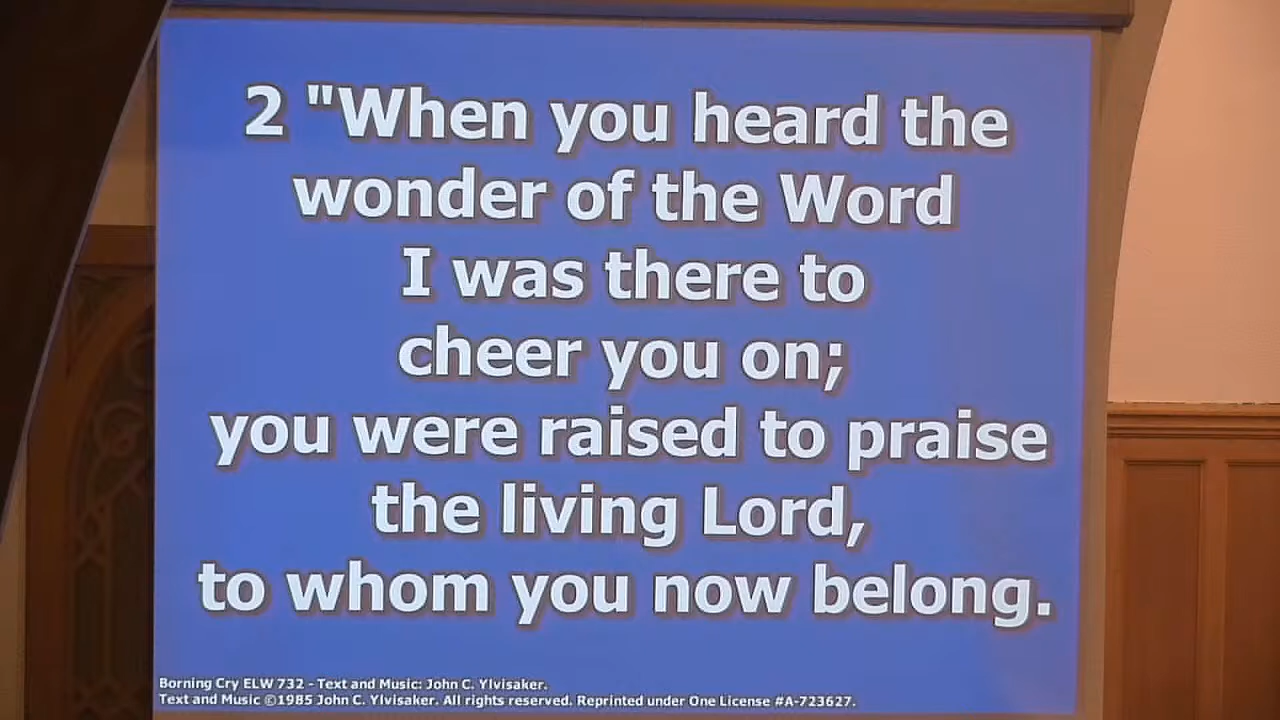 2 "When you heard the
wonder of the Word
I was there to
cheer you on;
you were raised to praise
the living Lord,
to whom you now belong.
Borning Cry ELW 732 - Text and Music: John C. Ylvisaker.
Text and Music ©1985 John C. Ylvisaker. All rights reserved. Reprinted under One License #A-723627.